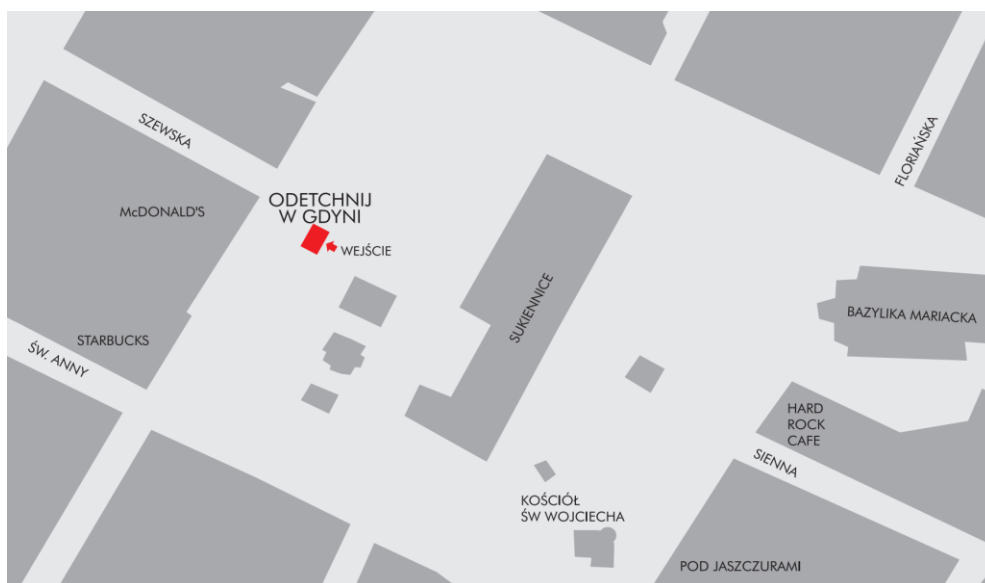 SZEWSKA
FLORIAŃSKA
McDONALD'S
ODETCHNIJ
W GDYNI
WEJŚCIE
SUKIENNICE
BAZYLIKA MARIACKA
STARBUCKS
ŚW. ANNY
HARD
ROCK
CAFE
SIENNA
KOŚCIÓŁ
ŚW WOJCIECHA
POD JASZCZURAMI